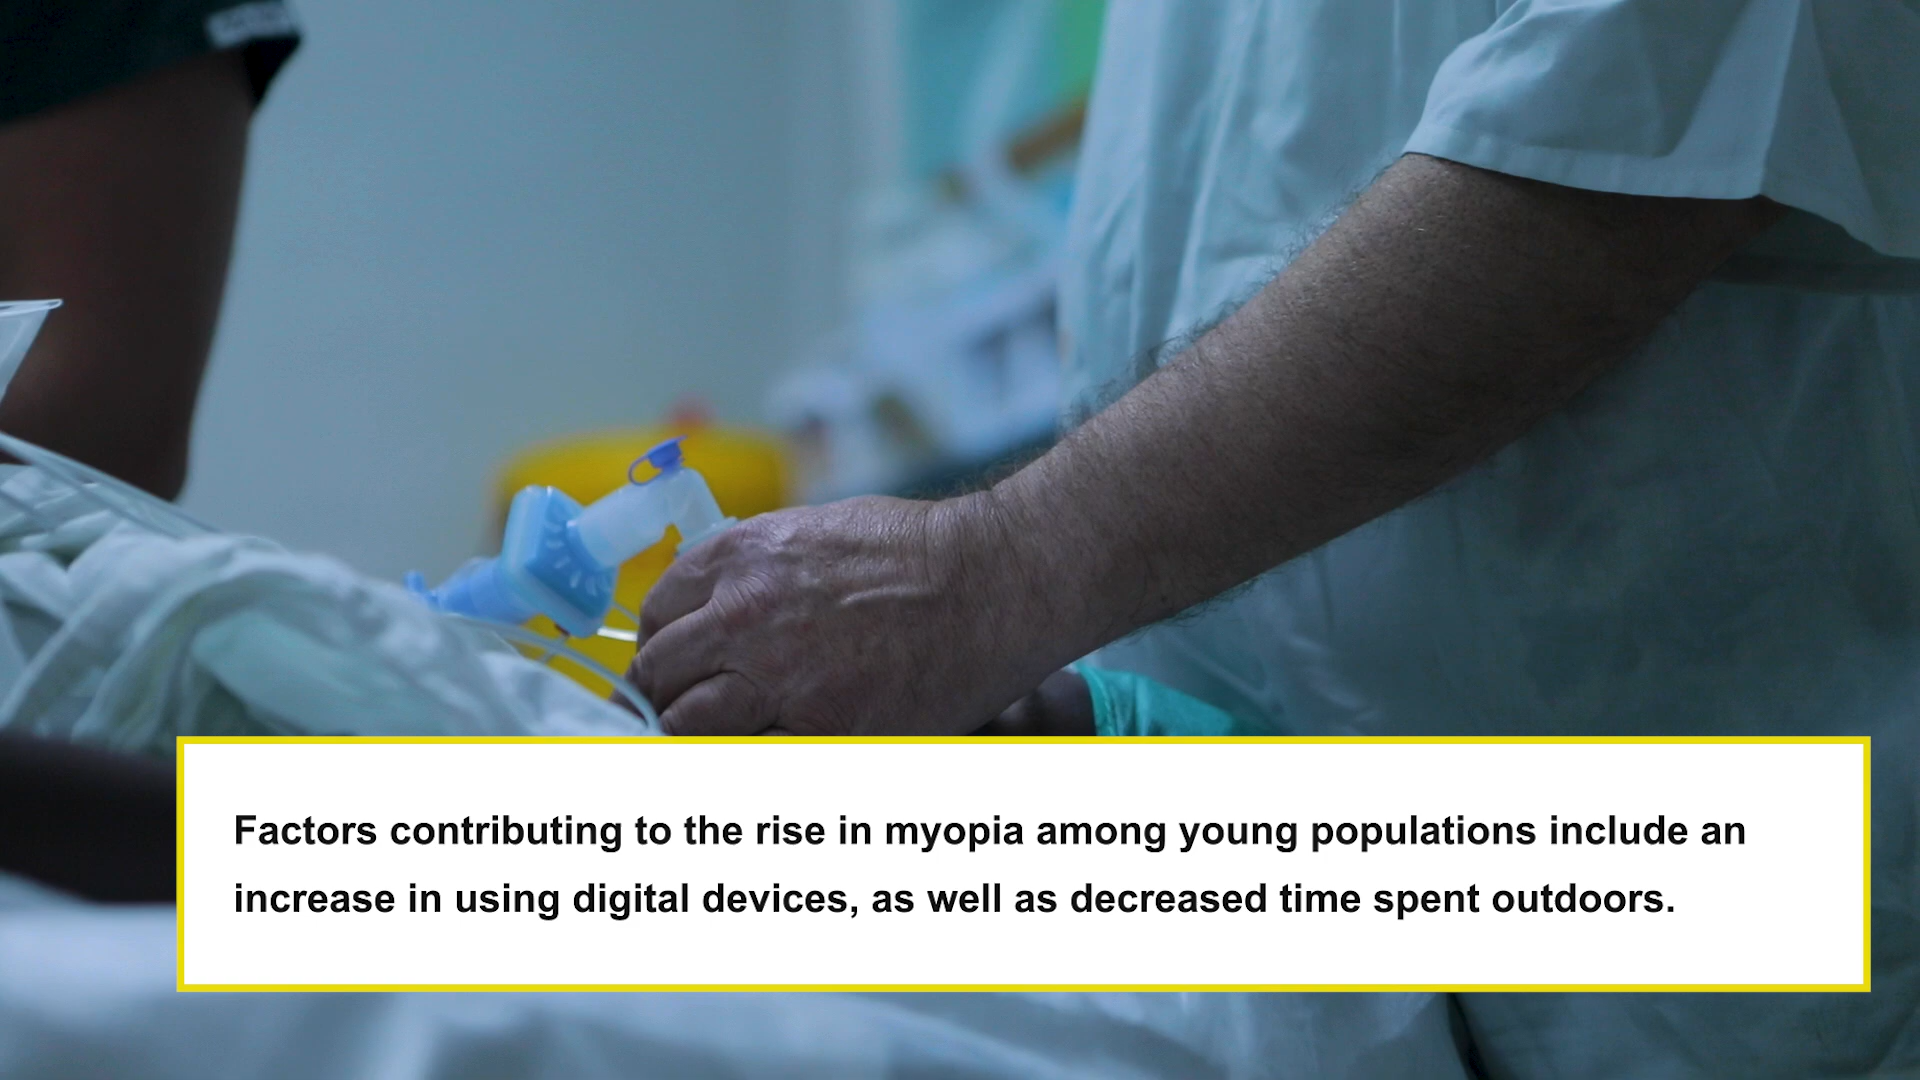 Factors contributing to the rise in myopia among young populations include an
increase in using digital devices, as well as decreased time spent outdoors.